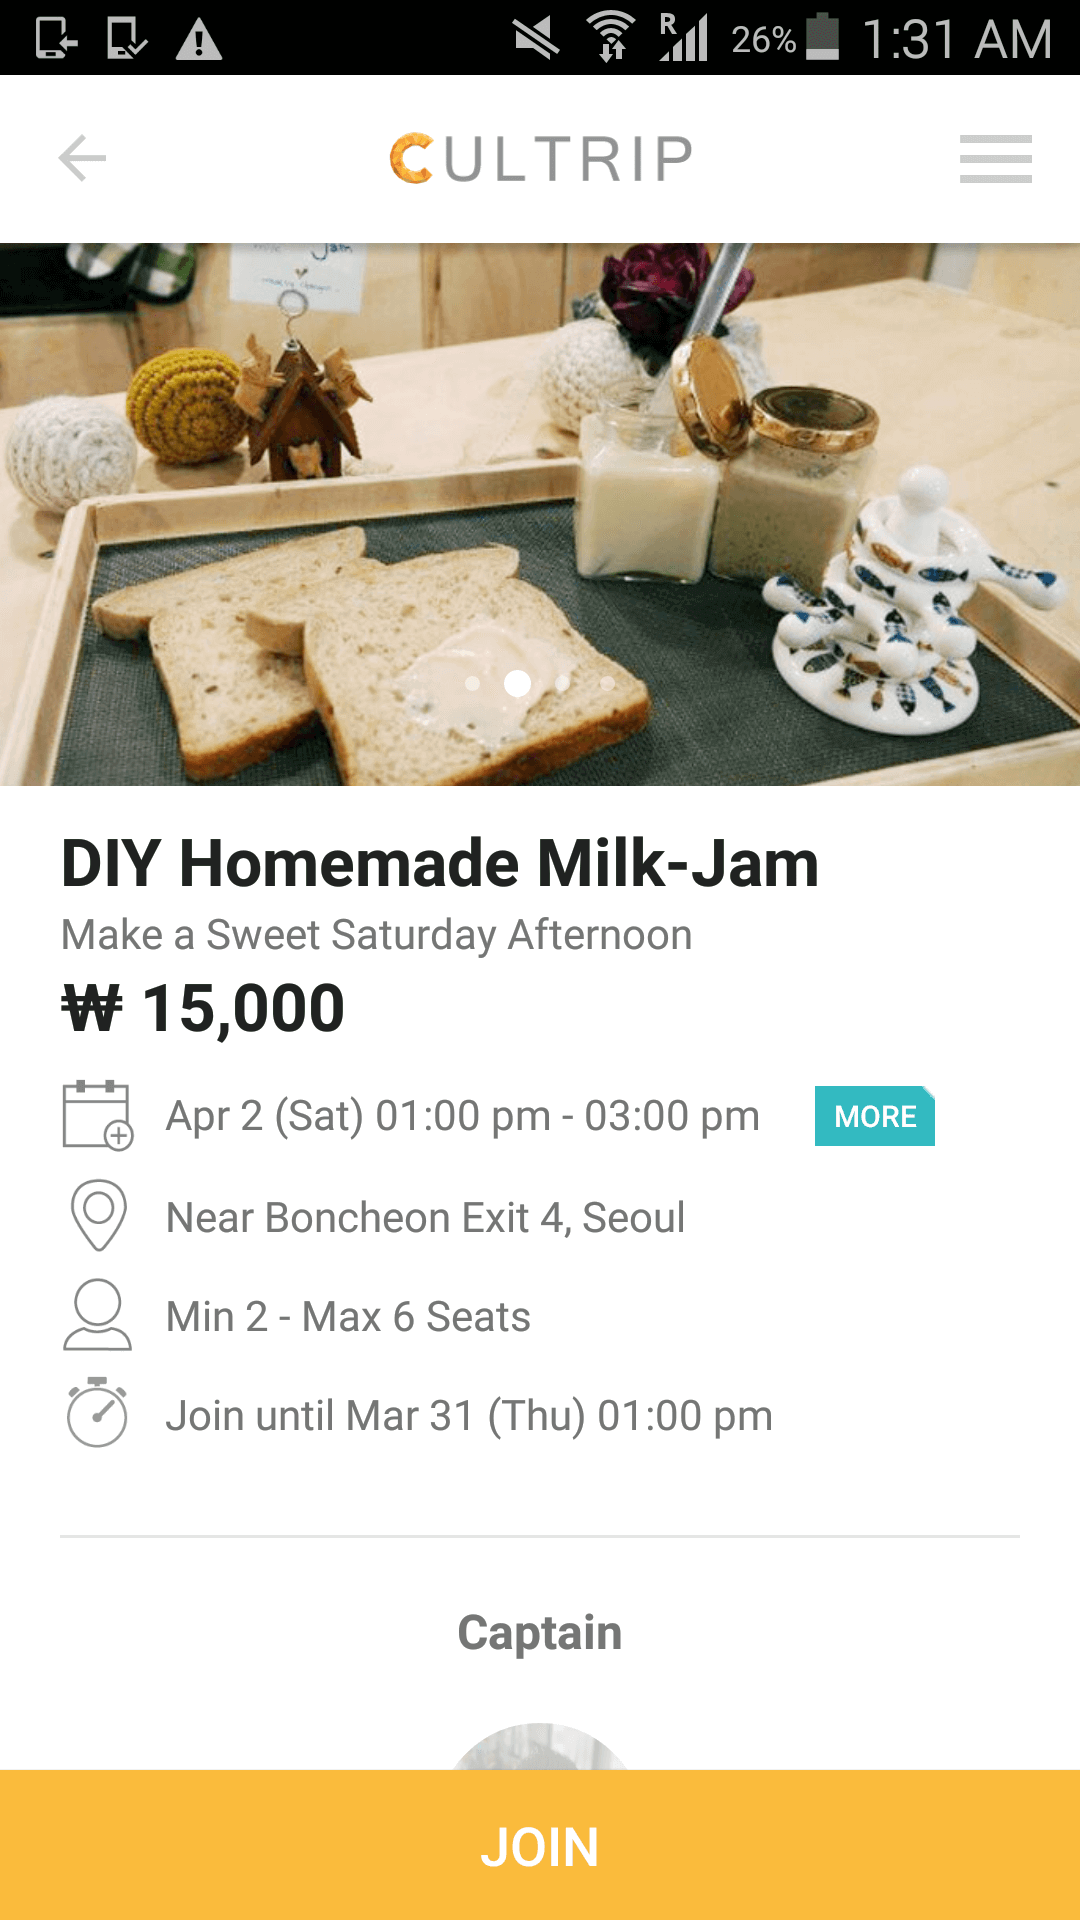 R
26%
1:31 AM
CULTRIP
Jam
DIY Homemade Milk-Jam
Make a Sweet Saturday Afternoon
₩ 15,000
Apr 2 (Sat) 01:00 pm - 03:00 pm
MORE
Near Boncheon Exit 4, Seoul
Min 2 - Max 6 Seats
Join until Mar 31 (Thu) 01:00 pm
Captain
JOIN